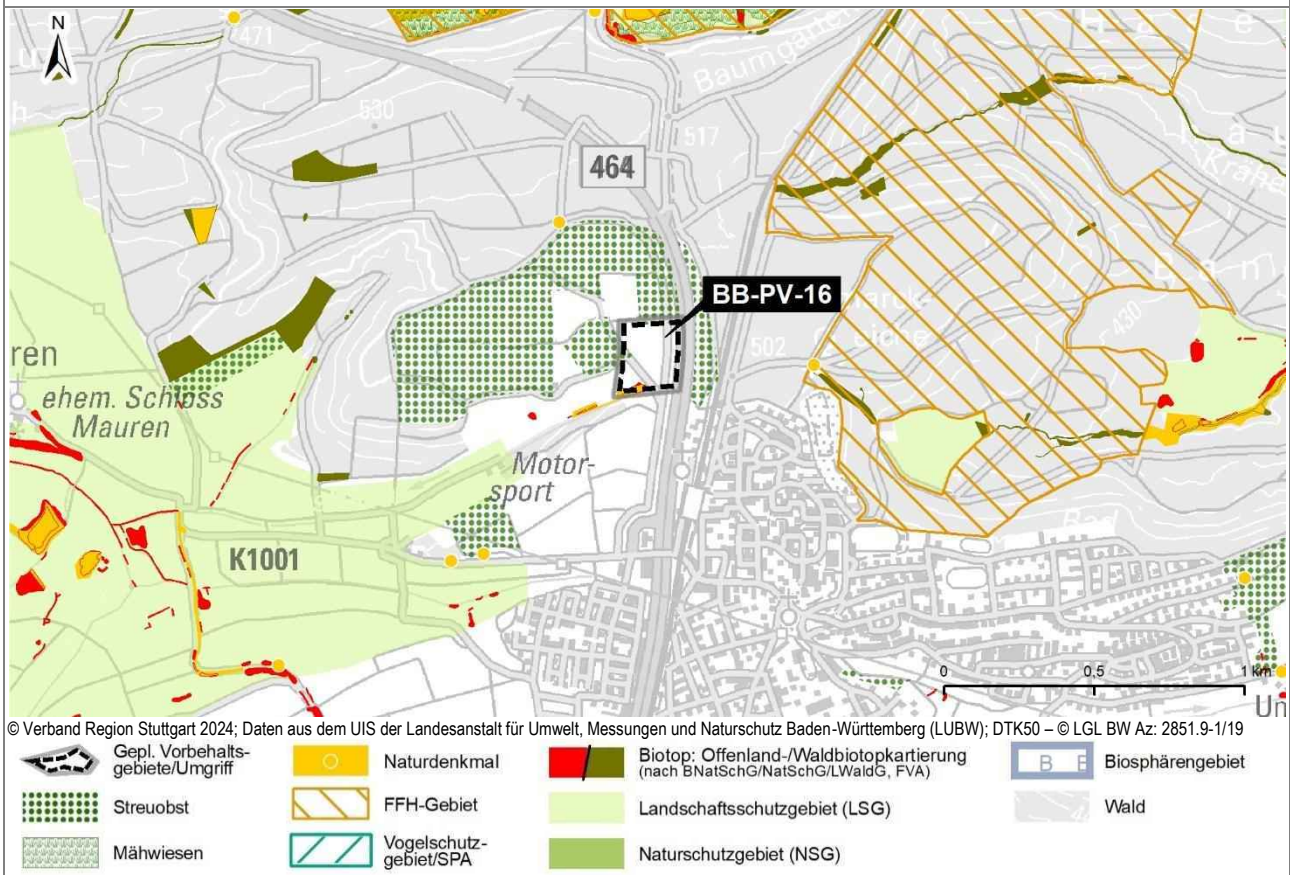 N
471
530
Baumgarten
517
464
BB-PV-16
502
430
ren
ehem. Schloss
Mauren
Motor-
sport
K1001
0
0,5
1 km
Un
© Verband Region Stuttgart 2024; Daten aus dem UIS der Landesanstalt für Umwelt, Messungen und Naturschutz Baden-Württemberg (LUBW); DTK50 – © LGL BW Az: 2851.9-1/19
Gepl. Vorbehalts-
gebiete/Umgriff
Naturdenkmal
Biotop: Offenland-/Waldbiotopkartierung
(nach BNatSchG/NatSchG/LWaldG, FVA)
B
Biosphärengebiet
Streuobst
FFH-Gebiet
Landschaftsschutzgebiet (LSG)
Wald
Mähwiesen
Vogelschutz-
gebiet/SPA
Naturschutzgebiet (NSG)